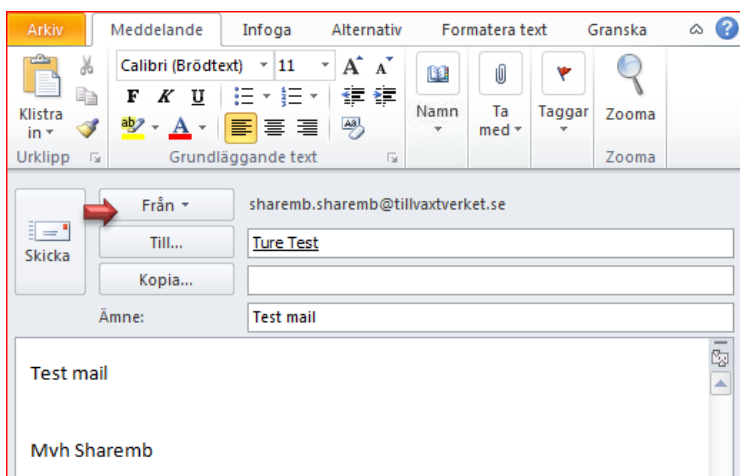 Arkiv Meddelande Infoga Alternativ Formatera text Granska
Calibri (Brödtext) 11 A A
F K U
Klistra in
ab A
Aa
Namn
Ta med
Taggar
Zooma
Urklipp Grundläggande text Zooma
Från sharemb.sharemb@tillvaxtverket.se
Till... Ture Test
Skicka
Kopia...
Ämne: Test mail
Test mail
Mvh Sharemb